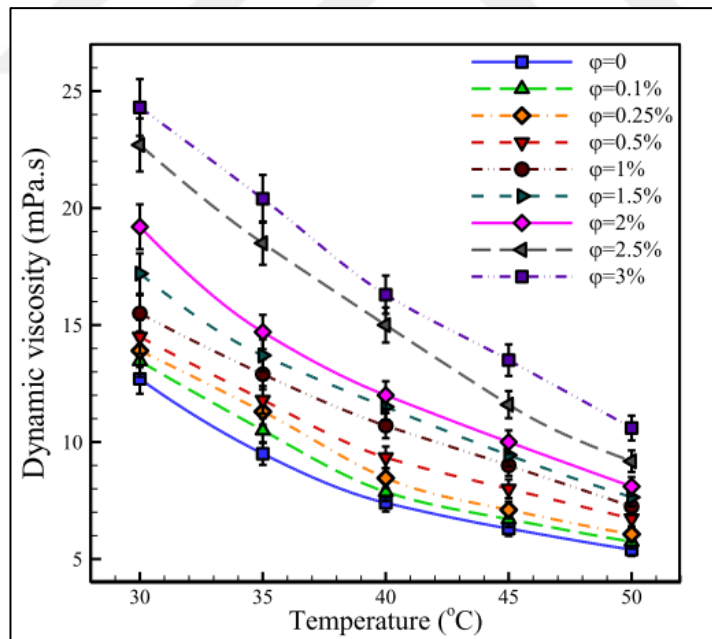 φ=0
φ=0.1%
φ=0.25%
φ=0.5%
φ=1%
φ=1.5%
φ=2%
φ=2.5%
φ=3%
25
20
15
10
5
Dynamic viscosity (mPa.s)
30 35 40 45 50
Temperature (°C)